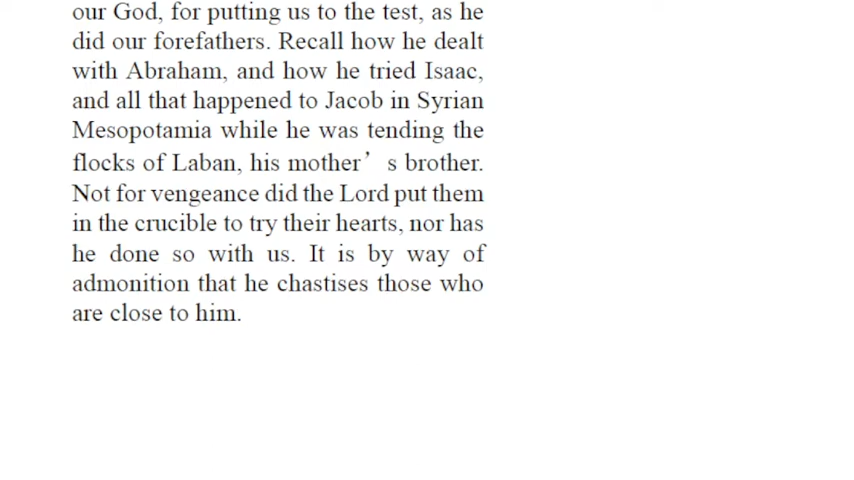 our God, for putting us to the test, as he
did our forefathers. Recall how he dealt
with Abraham, and how he tried Isaac,
and all that happened to Jacob in Syrian
Mesopotamia while he was tending the
flocks of Laban, his mother’ s brother.
Not for vengeance did the Lord put them
in the crucible to try their hearts, nor has
he done so with us. It is by way of
admonition that he chastises those who
are close to him.